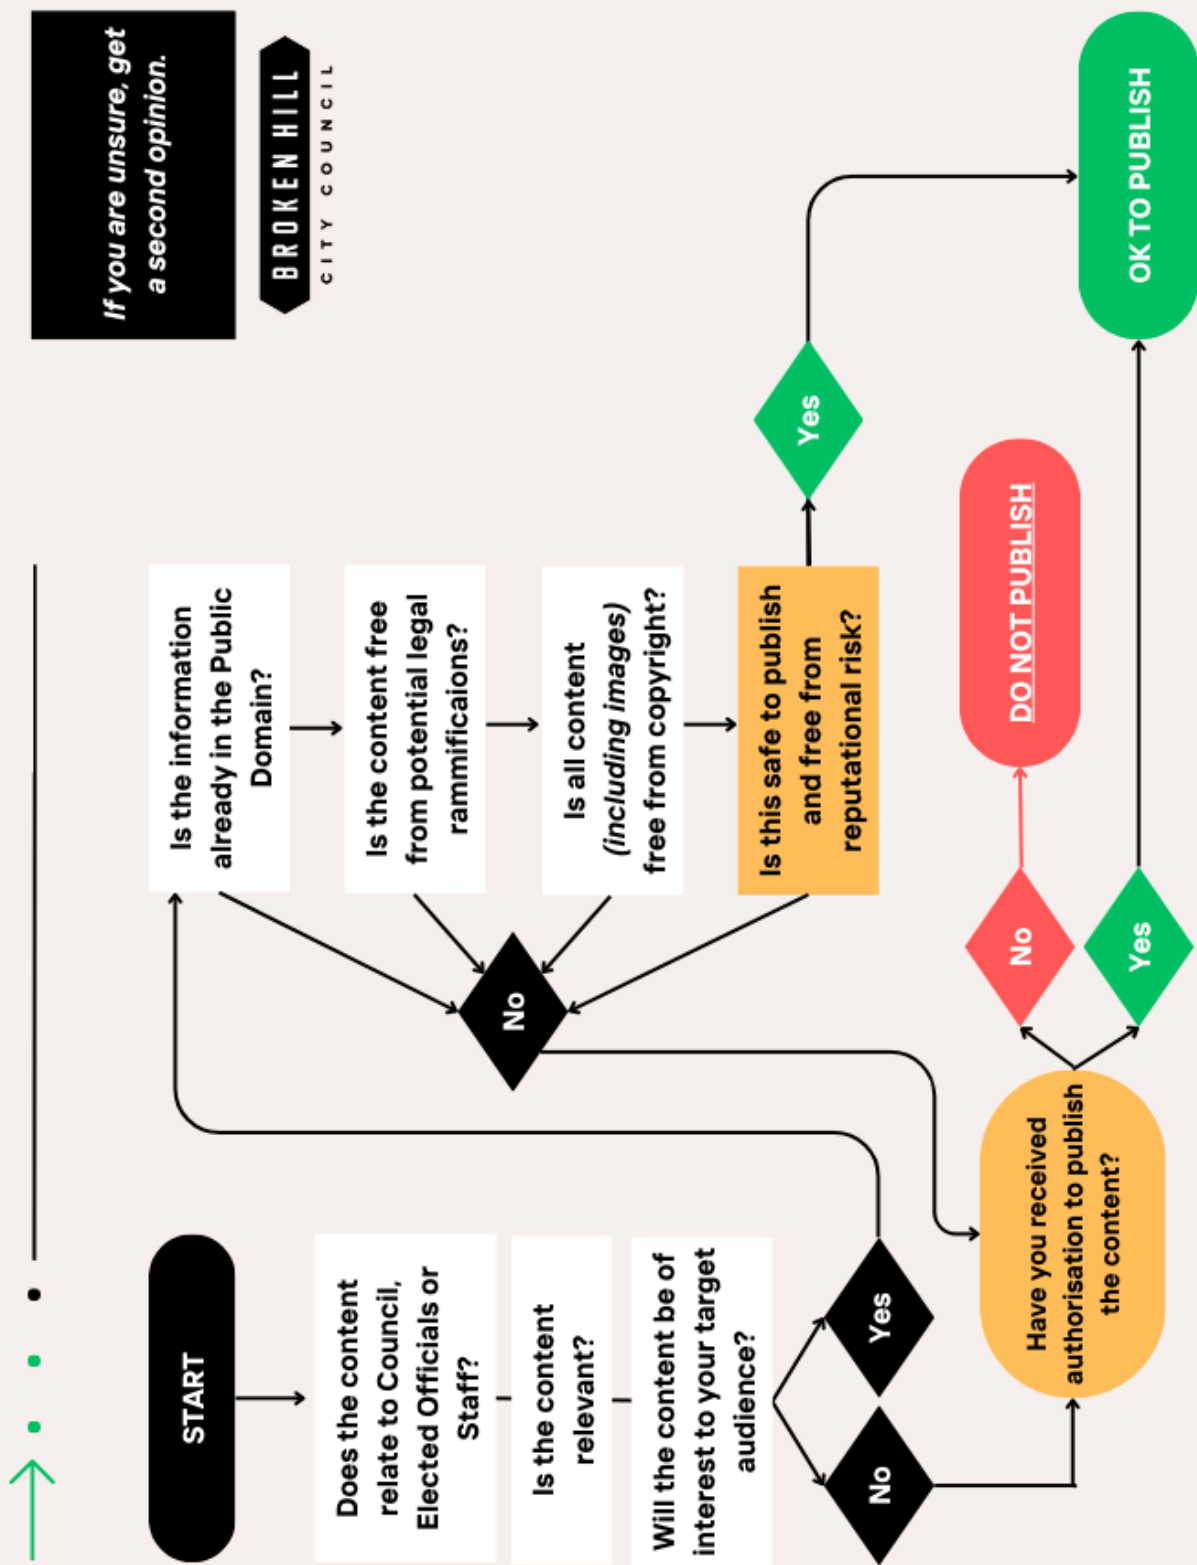 START
Does the content
relate to Council,
Elected Officials or
Staff?
Is the content
relevant?
Will the content be of
interest to your target
audience?
No
Yes
Have you received
authorisation to publish
the content?
No
Is the information
already in the Public
Domain?
Is the content free
from potential legal
rammificaions?
Is all content
(including images)
free from copyright?
Is this safe to publish
and free from
reputational risk?
No
Yes
DO NOT PUBLISH
Yes
OK TO PUBLISH
If you are unsure, get
a second opinion.
BROKEN HILL
CITY COUNCIL